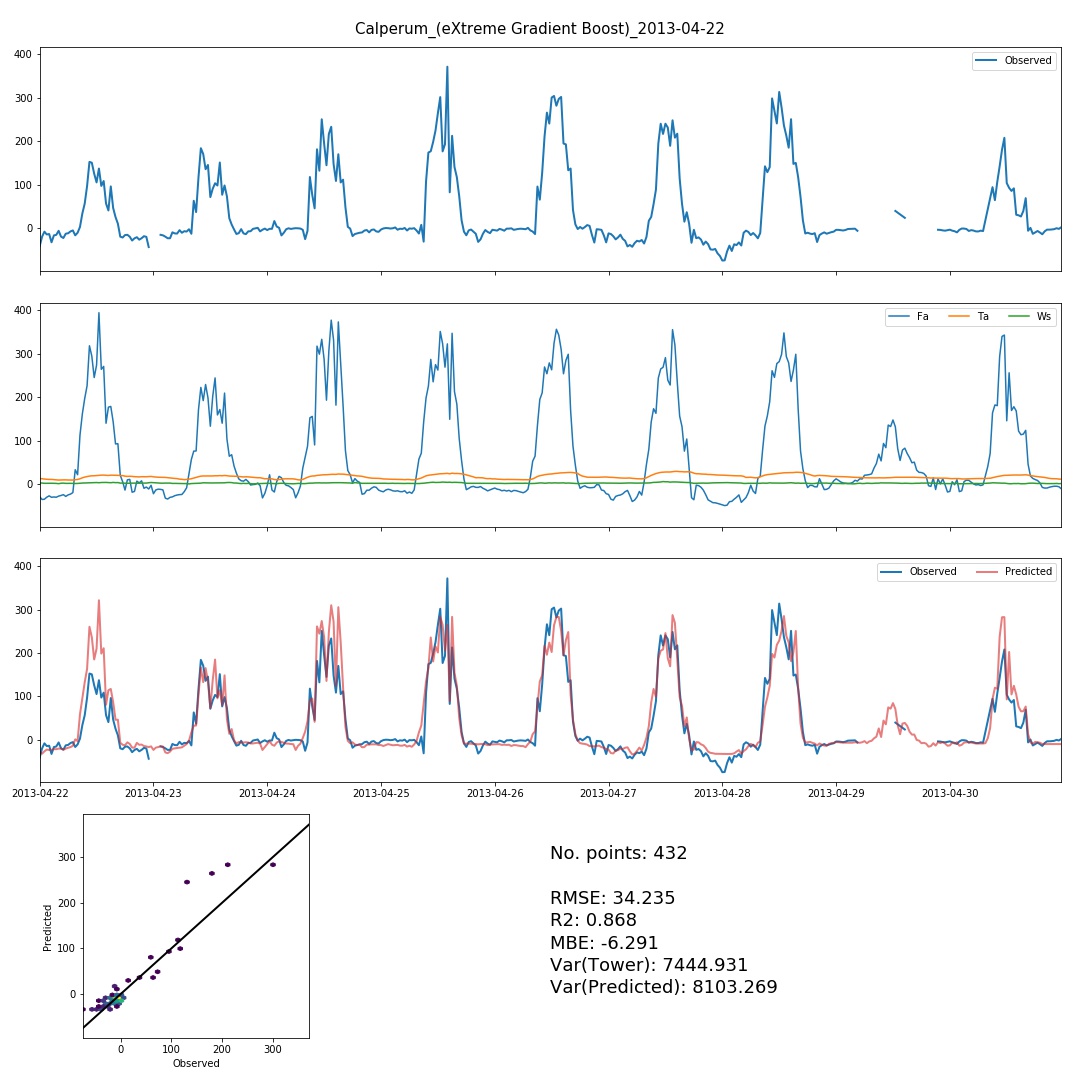 Calperum_(eXtreme Gradient Boost)_2013-04-22
Observed
400
300
200
100
0
Fa Ta Ws
400
300
200
100
0
Observed Predicted
400
300
200
100
0
2013-04-22 2013-04-23 2013-04-24 2013-04-25 2013-04-26 2013-04-27 2013-04-28 2013-04-29 2013-04-30
300
200
100
0
Predicted
0 100 200 300
Observed
No. points: 432
RMSE: 34.235
R2: 0.868
MBE: -6.291
Var(Tower): 7444.931
Var(Predicted): 8103.269